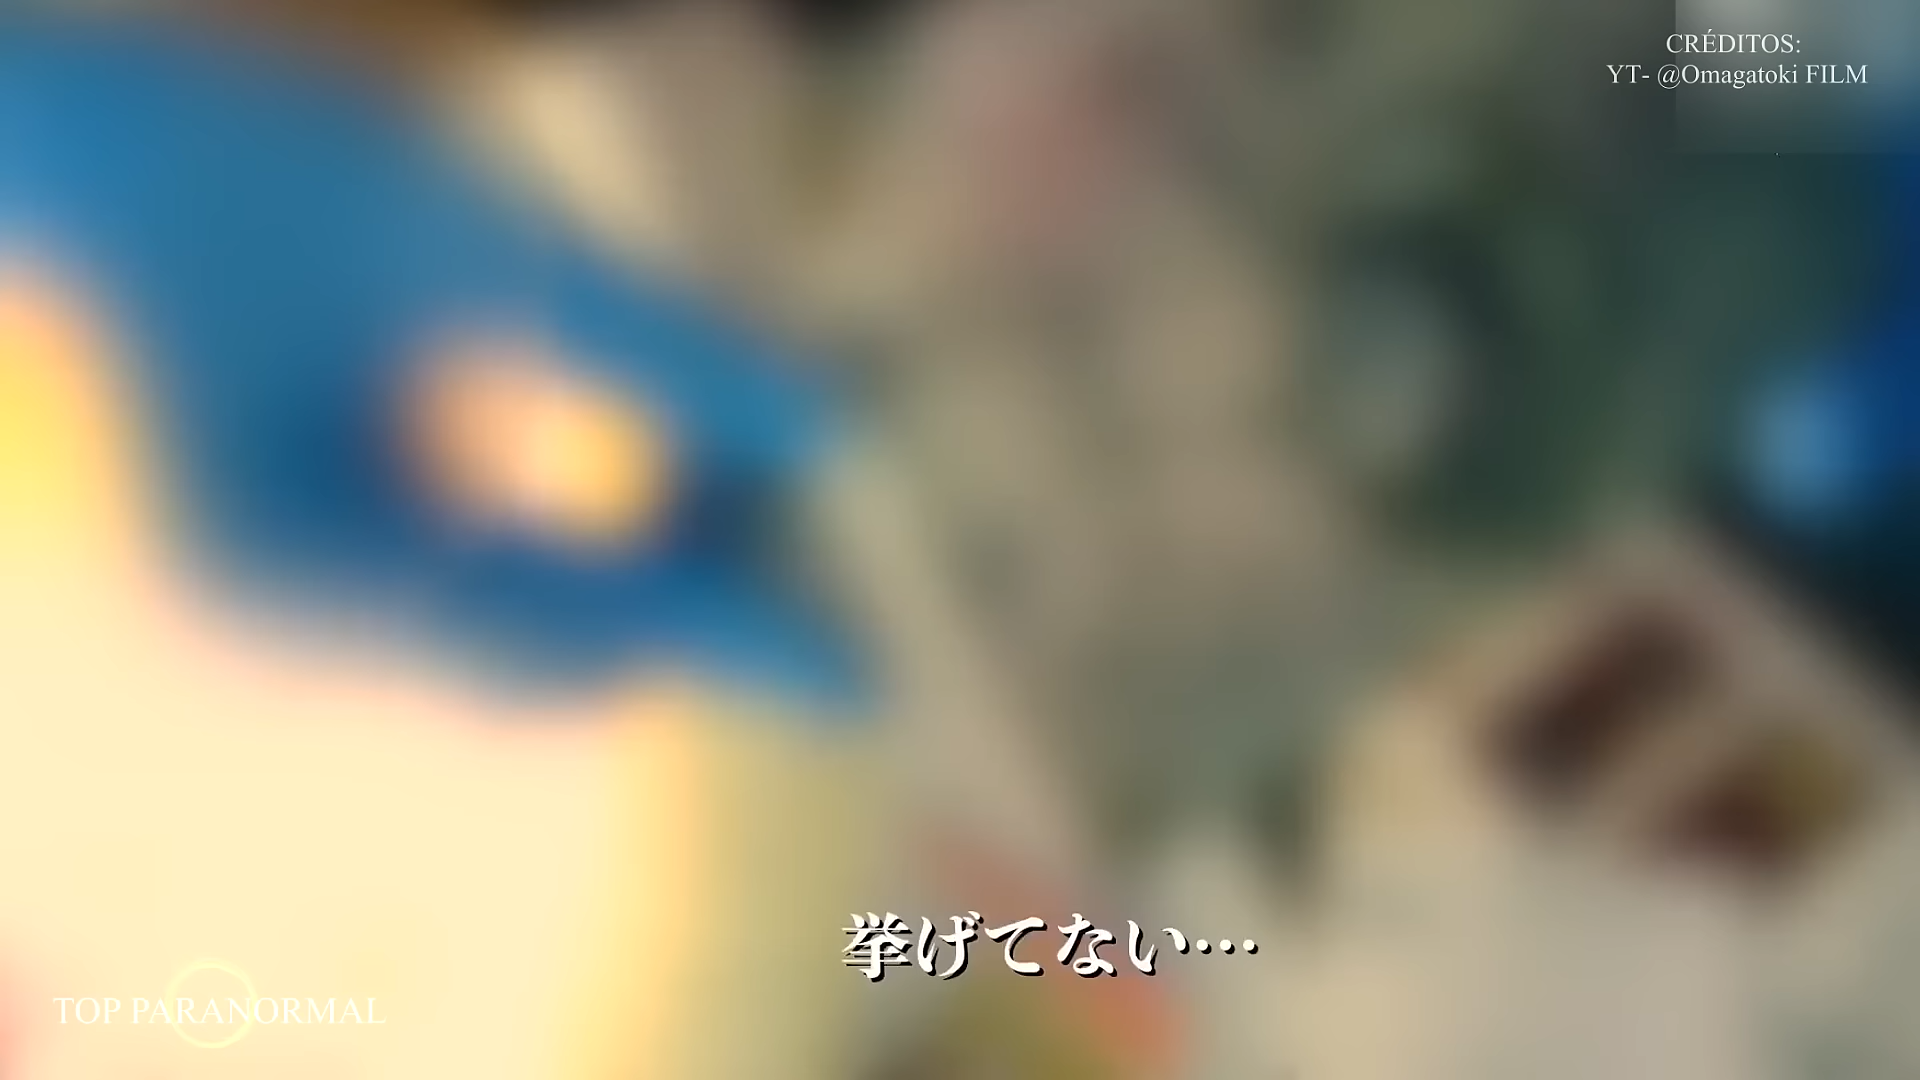 CRÉDITOS:
YT- @Omagatoki FILM
挙げてない…
TOP PARANORMAL